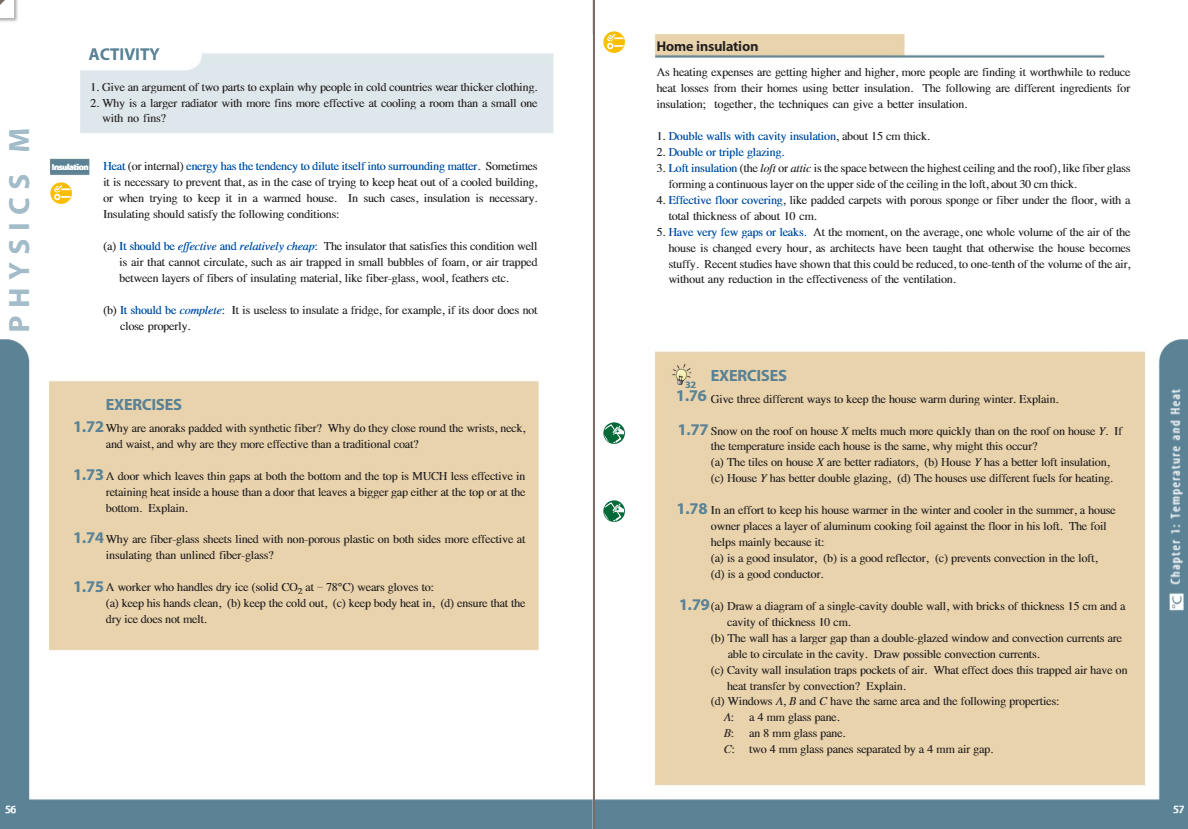 PHYSICS M
ACTIVITY
1. Give an argument of two parts to explain why people in cold countries wear thicker clothing.
2. Why is a larger radiator with more fins more effective at cooling a room than a small one
with no fins?
Insulation
Heat (or internal) energy has the tendency to dilute itself into surrounding matter. Sometimes
it is necessary to prevent that, as in the case of trying to keep heat out of a cooled building,
or when trying to keep it in a warmed house. In such cases, insulation is necessary.
Insulating should satisfy the following conditions:
(a) It should be effective and relatively cheap: The insulator that satisfies this condition well
is air that cannot circulate, such as air trapped in small bubbles of foam, or air trapped
between layers of fibers of insulating material, like fiber-glass, wool, feathers etc.
(b) It should be complete: It is useless to insulate a fridge, for example, if its door does not
close properly.
EXERCISES
1.72 Why are anoraks padded with synthetic fiber? Why do they close round the wrists, neck,
and waist, and why are they more effective than a traditional coat?
1.73 A door which leaves thin gaps at both the bottom and the top is MUCH less effective in
retaining heat inside a house than a door that leaves a bigger gap either at the top or at the
bottom. Explain.
1.74 Why are fiber-glass sheets lined with non-porous plastic on both sides more effective at
insulating than unlined fiber-glass?
1.75 A worker who handles dry ice (solid CO₂ at – 78°C) wears gloves to:
(a) keep his hands clean, (b) keep the cold out, (c) keep body heat in, (d) ensure that the
dry ice does not melt.
56
Home insulation
As heating expenses are getting higher and higher, more people are finding it worthwhile to reduce
heat losses from their homes using better insulation. The following are different ingredients for
insulation; together, the techniques can give a better insulation.
1. Double walls with cavity insulation, about 15 cm thick.
2. Double or triple glazing.
3. Loft insulation (the loft or attic is the space between the highest ceiling and the roof), like fiber glass
forming a continuous layer on the upper side of the ceiling in the loft, about 30 cm thick.
4. Effective floor covering, like padded carpets with porous sponge or fiber under the floor, with a
total thickness of about 10 cm.
5. Have very few gaps or leaks. At the moment, on the average, one whole volume of the air of the
house is changed every hour, as architects have been taught that otherwise the house becomes
stuffy. Recent studies have shown that this could be reduced, to one-tenth of the volume of the air,
without any reduction in the effectiveness of the ventilation.
32
EXERCISES
1.76 Give three different ways to keep the house warm during winter. Explain.
1.77 Snow on the roof on house X melts much more quickly than on the roof on house Y. If
the temperature inside each house is the same, why might this occur?
(a) The tiles on house X are better radiators, (b) House Y has a better loft insulation,
(c) House Y has better double glazing, (d) The houses use different fuels for heating.
1.78 In an effort to keep his house warmer in the winter and cooler in the summer, a house
owner places a layer of aluminum cooking foil against the floor in his loft. The foil
helps mainly because it:
(a) is a good insulator, (b) is a good reflector, (c) prevents convection in the loft,
(d) is a good conductor.
1.79 (a) Draw a diagram of a single-cavity double wall, with bricks of thickness 15 cm and a
cavity of thickness 10 cm.
(b) The wall has a larger gap than a double-glazed window and convection currents are
able to circulate in the cavity. Draw possible convection currents.
(c) Cavity wall insulation traps pockets of air. What effect does this trapped air have on
heat transfer by convection? Explain.
(d) Windows A, B and C have the same area and the following properties:
A: a 4 mm glass pane.
B: an 8 mm glass pane.
C: two 4 mm glass panes separated by a 4 mm air gap.
°C Chapter 1: Temperature and Heat
57